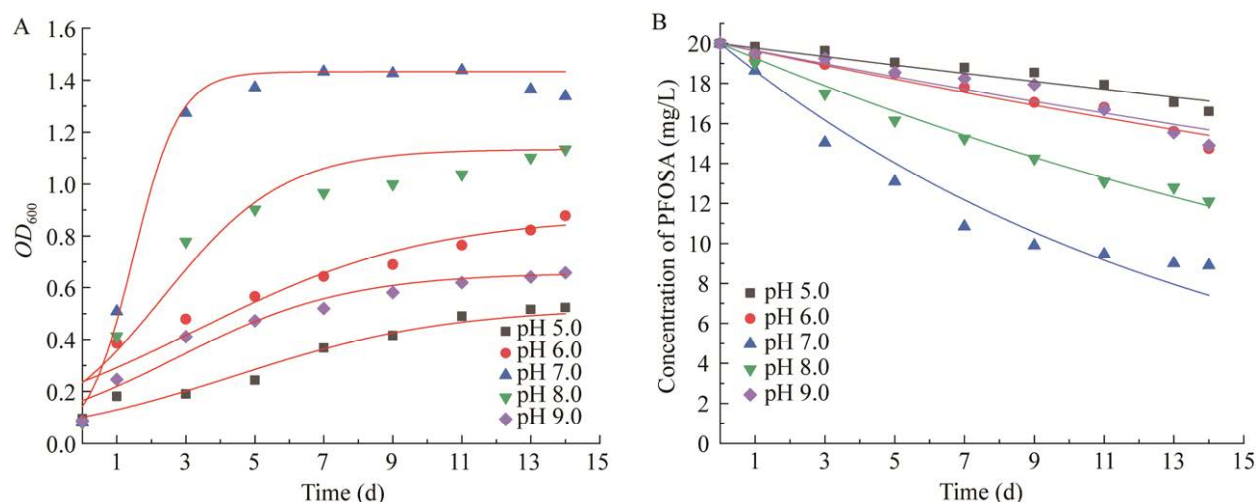 A
OD600
1.6
1.4
1.2
1.0
0.8
0.6
0.4
0.2
0.0
pH 5.0
pH 6.0
pH 7.0
pH 8.0
pH 9.0
1 3 5 7 9 11 13 15
Time (d)
B
Concentration of PFOSA (mg/L)
20
18
16
14
12
10
8
6
4
2
0
pH 5.0
pH 6.0
pH 7.0
pH 8.0
pH 9.0
1 3 5 7 9 11 13 15
Time (d)